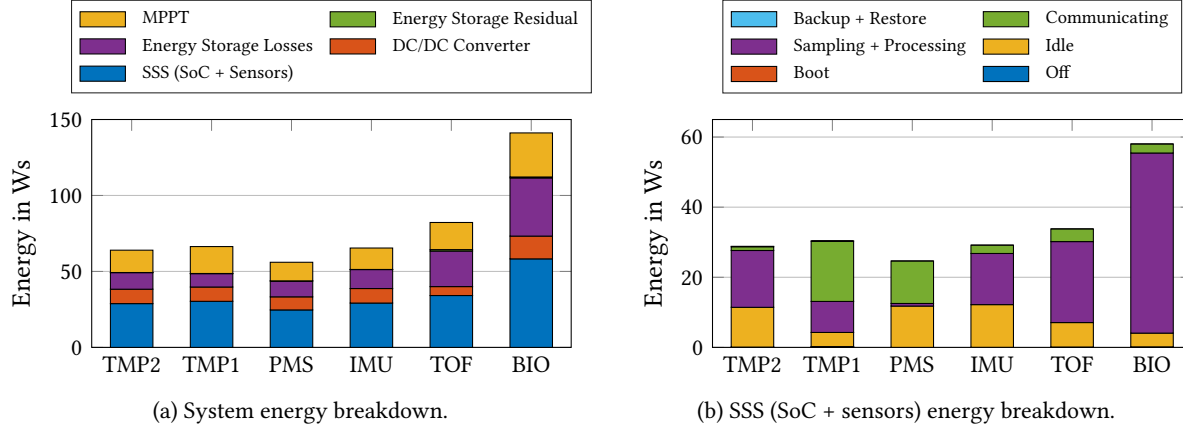 MPPT
Energy Storage Residual
Energy Storage Losses
DC/DC Converter
SSS (SoC + Sensors)
150
100
50
0
Energy in Ws
TMP2 TMP1 PMS IMU TOF BIO
(a) System energy breakdown.
Backup + Restore
Communicating
Sampling + Processing
Idle
Boot
Off
60
40
20
0
Energy in Ws
TMP2 TMP1 PMS IMU TOF BIO
(b) SSS (SoC + sensors) energy breakdown.